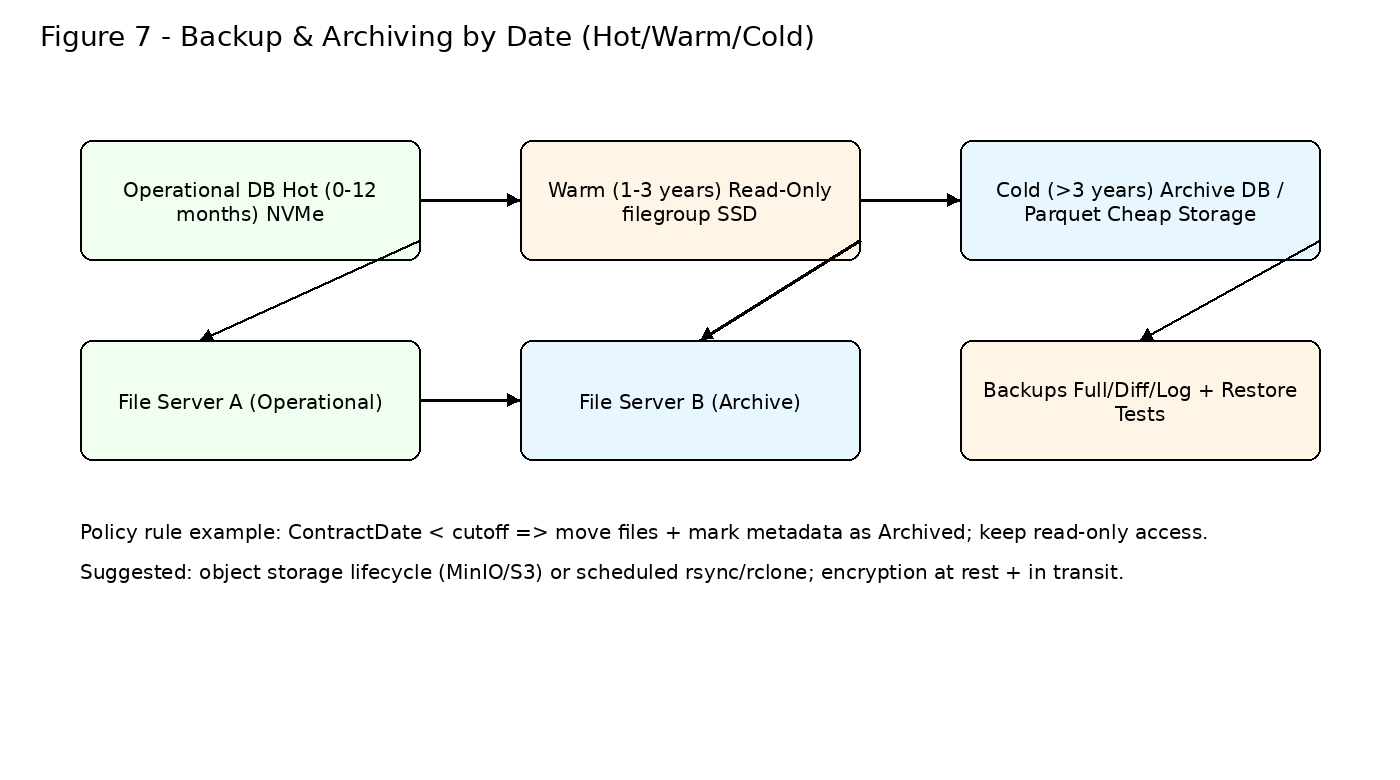 Figure 7 - Backup & Archiving by Date (Hot/Warm/Cold)
Operational DB Hot (0-12
months) NVMe
Warm (1-3 years) Read-Only
filegroup SSD
Cold (>3 years) Archive DB /
Parquet Cheap Storage
File Server A (Operational)
File Server B (Archive)
Backups Full/Diff/Log + Restore
Tests
Policy rule example: ContractDate < cutoff => move files + mark metadata as Archived; keep read-only access.
Suggested: object storage lifecycle (MinIO/S3) or scheduled rsync/rclone; encryption at rest + in transit.